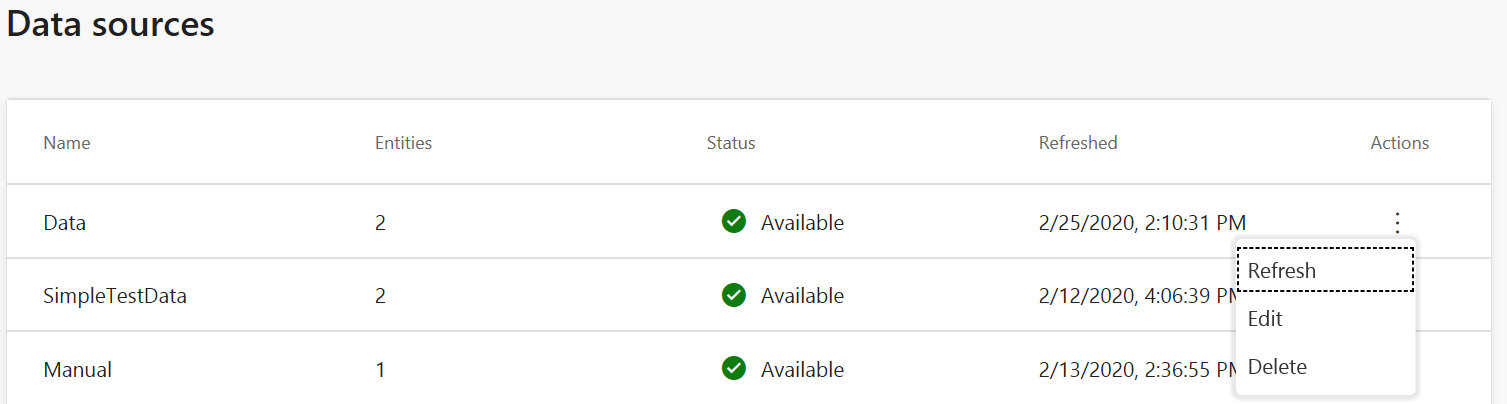 Data sources
Name Entities Status Refreshed Actions
Data 2 Available 2/25/2020, 2:10:31 PM
Refresh
SimpleTestData 2 Available 2/12/2020, 4:06:39 PM
Edit
Manual 1 Available 2/13/2020, 2:36:55 PM
Delete